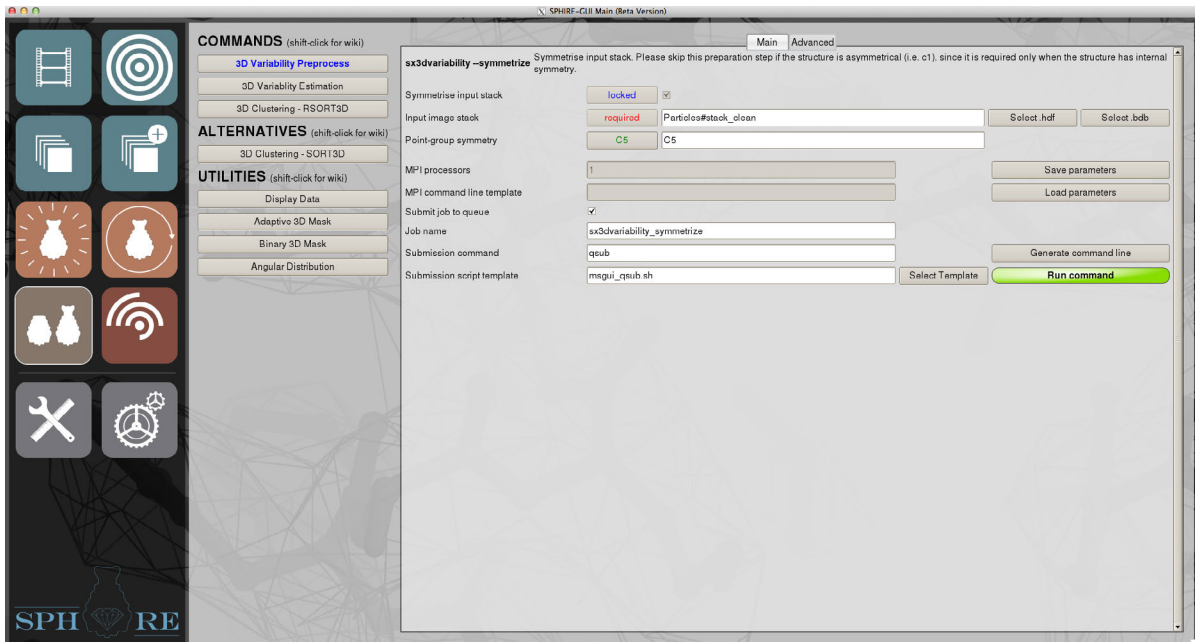 SPHIRE-GUI Main (Beta Version)
COMMANDS (shift-click for wiki)
3D Variability Preprocess
3D Variablity Estimation
3D Clustering - RSORT3D
ALTERNATIVES (shift-click for wiki)
3D Clustering - SORT3D
UTILITIES (shift-click for wiki)
Display Data
Adaptive 3D Mask
Binary 3D Mask
Angular Distribution
Main Advanced
sx3dvariability --symmetrize Symmetrise input stack. Please skip this preparation step if the structure is asymmetrical (i.e. c1). since it is required only when the structure has internal
symmetry.
Symmetrise input stack locked
Input image stack required Particles#stack_clean Select .hdf Select .bdb
Point-group symmetry C5 C5
MPI processors 1 Save parameters
MPI command line template Load parameters
Submit job to queue
Job name sx3dvariability_symmetrize
Submission command qsub Generate command line
Submission script template msgui_qsub.sh Select Template Run command
SPHIRE